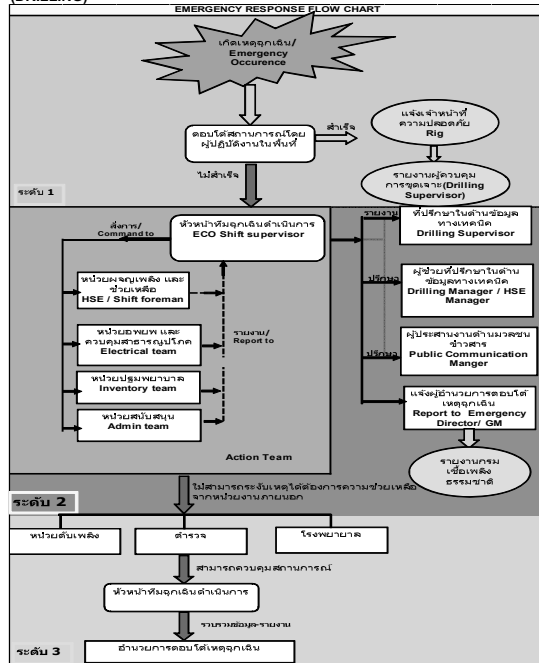 (DRILLING)
EMERGENCY RESPONSE FLOW CHART
เกิดเหตุฉุกเฉิน/
Emergency
Occurence
ตอบโต้สถานการณ์โดย
ผู้ปฏิบัติงานในพื้นที่
สำเร็จ
แจ้งเจ้าหน้าที่
ความปลอดภัย
Rig
รายงานผู้ควบคุม
การขุดเจาะ(Drilling
Supervisor)
ไม่สำเร็จ
ระดับ 1
สั่งการ/
Command to
หัวหน้าทีมฉุกเฉินดำเนินการ
ECO Shift supervisor
รายงาน
ที่ปรึกษาในด้านข้อมูล
ทางเทคนิค
Drilling Supervisor
หน่วยผจญเพลิง และ
ช่วยเหลือ
HSE / Shift foreman
ปรึกษา
ผู้ช่วยที่ปรึกษาในด้าน
ข้อมูลทางเทคนิค
Drilling Manager / HSE
Manager
หน่วยอพยพ และ
ควบคุมสาธารณูปโภค
Electrical team
รายงาน/
Report to
ปรึกษา
ผู้ประสานงานด้านมวลชน
ข่าวสาร
Public Communication
Manger
หน่วยปฐมพยาบาล
Inventory team
หน่วยสนับสนุน
Admin team
แจ้งผู้อำนวยการตอบโต้
เหตุฉุกเฉิน
Report to Emergency
Director/ GM
Action Team
รายงานกรม
เชื้อเพลิง
ธรรมชาติ
ระดับ 2
ไม่สามารถระงับเหตุได้ต้องการความช่วยเหลือ
จากหน่วยงานภายนอก
หน่วยดับเพลิง
ตำรวจ
โรงพยาบาล
สามารถควบคุมสถานการณ์
หัวหน้าทีมฉุกเฉินดำเนินการ
รวบรวมข้อมูล-รายงาน
ระดับ 3
อำนวยการตอบโต้เหตุฉุกเฉิน